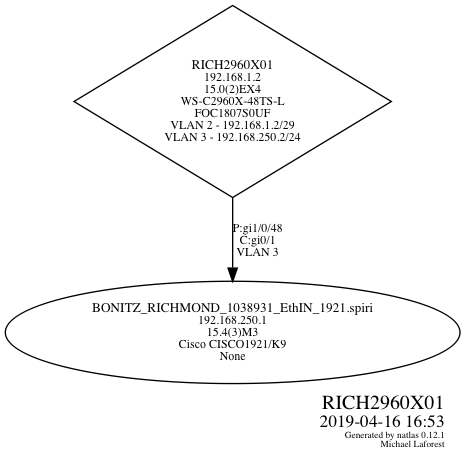 RICH2960X01
192.168.1.2
15.0(2)EX4
WS-C2960X-48TS-L
FOC1807S0UF
VLAN 2 - 192.168.1.2/29
VLAN 3 - 192.168.250.2/24
P:gi1/0/48
C:gi0/1
VLAN 3
BONITZ_RICHMOND_1038931_EthIN_1921.spiri
192.168.250.1
15.4(3)M3
Cisco CISCO1921/K9
None
RICH2960X01
2019-04-16 16:53
Generated by natlas 0.12.1
Michael Laforest